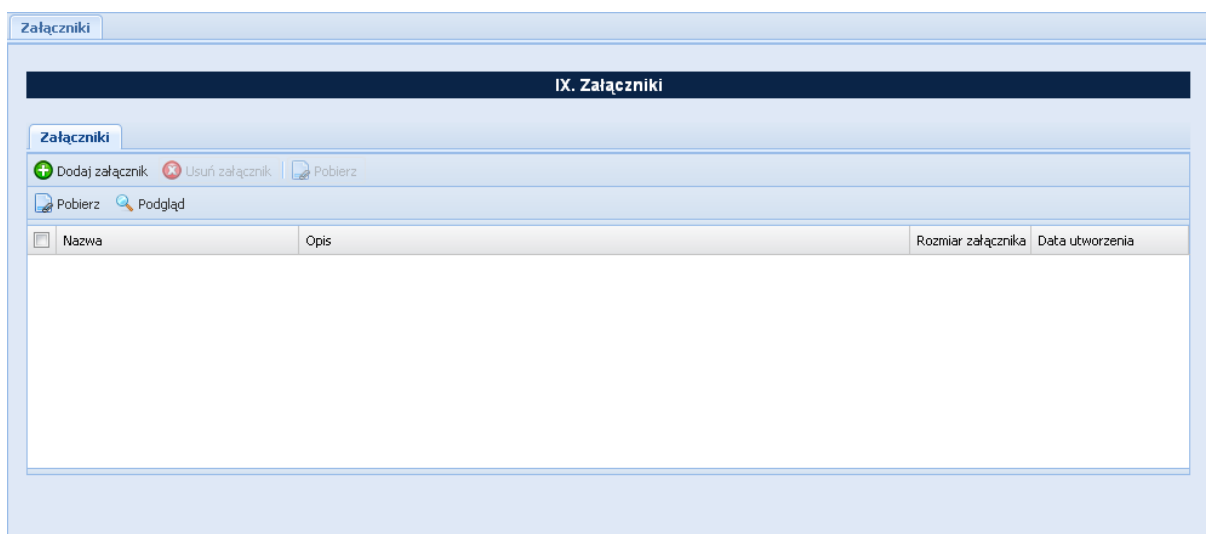 Załączniki
IX. Załączniki
Załączniki
Dodaj załącznik Usuń załącznik Pobierz
Pobierz Podgląd
Nazwa Opis Rozmiar załącznika Data utworzenia